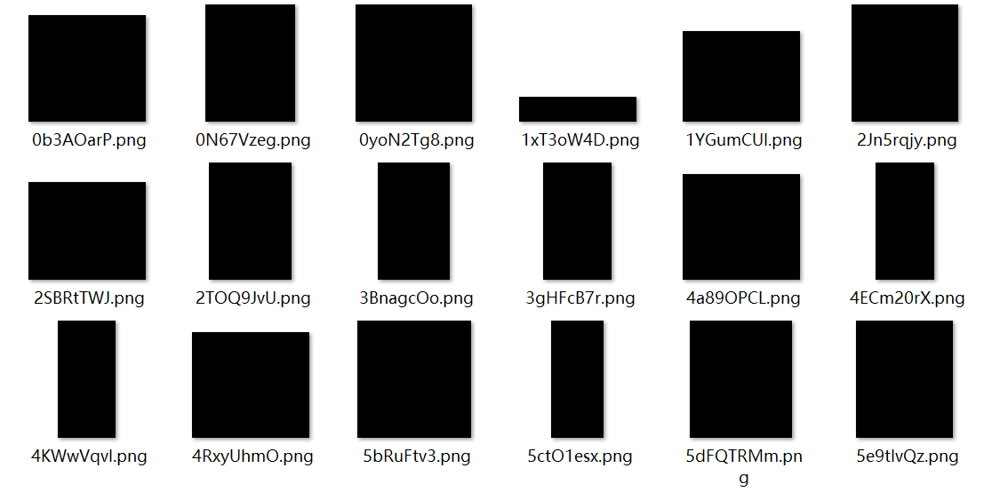 0b3AOarP.png
0N67Vzeg.png
0yoN2Tg8.png
1xT3oW4D.png
1YGumCUl.png
2Jn5rqjy.png
2SBRtTWJ.png
2TOQ9JvU.png
3BnagcOo.png
3gHFcB7r.png
4a89OPCL.png
4ECm20rX.png
4KWwVqvl.png
4RxyUhmO.png
5bRuFtv3.png
5ctO1esx.png
5dFQTRMm.pn
g
5e9tlvQz.png